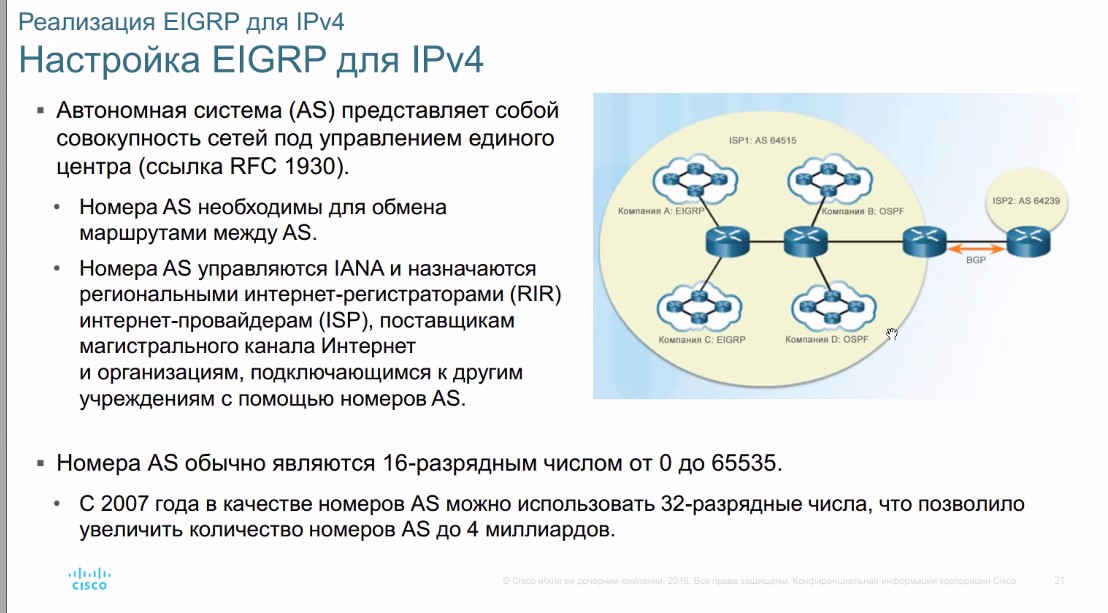 Реализация EIGRP для IPv4
Настройка EIGRP для IPv4
▪ Автономная система (AS) представляет собой
совокупность сетей под управлением единого
центра (ссылка RFC 1930).
• Номера AS необходимы для обмена
маршрутами между AS.
• Номера AS управляются IANA и назначаются
региональными интернет-регистраторами (RIR)
интернет-провайдерам (ISP), поставщикам
магистрального канала Интернет
и организациям, подключающимся к другим
учреждениям с помощью номеров AS.
ISP1: AS 64515
Компания A: EIGRP
Компания B: OSPF
ISP2: AS 64239
BGP
Компания C: EIGRP
Компания D: OSPF
▪ Номера AS обычно являются 16-разрядным числом от 0 до 65535.
• С 2007 года в качестве номеров AS можно использовать 32-разрядные числа, что позволило
увеличить количество номеров AS до 4 миллиардов.
CISCO
© Cisco и/или ее дочерние компании, 2016. Все права защищены. Конфиденциальная информация корпорации Cisco
21